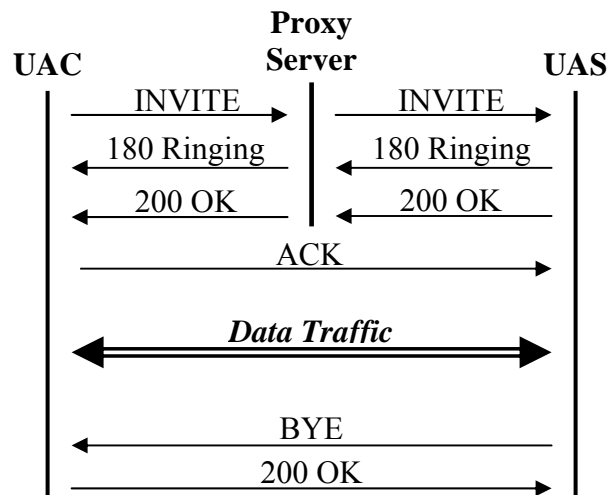 Proxy
Server
UAC
UAS
INVITE
INVITE
180 Ringing
180 Ringing
200 OK
200 OK
ACK
Data Traffic
BYE
200 OK